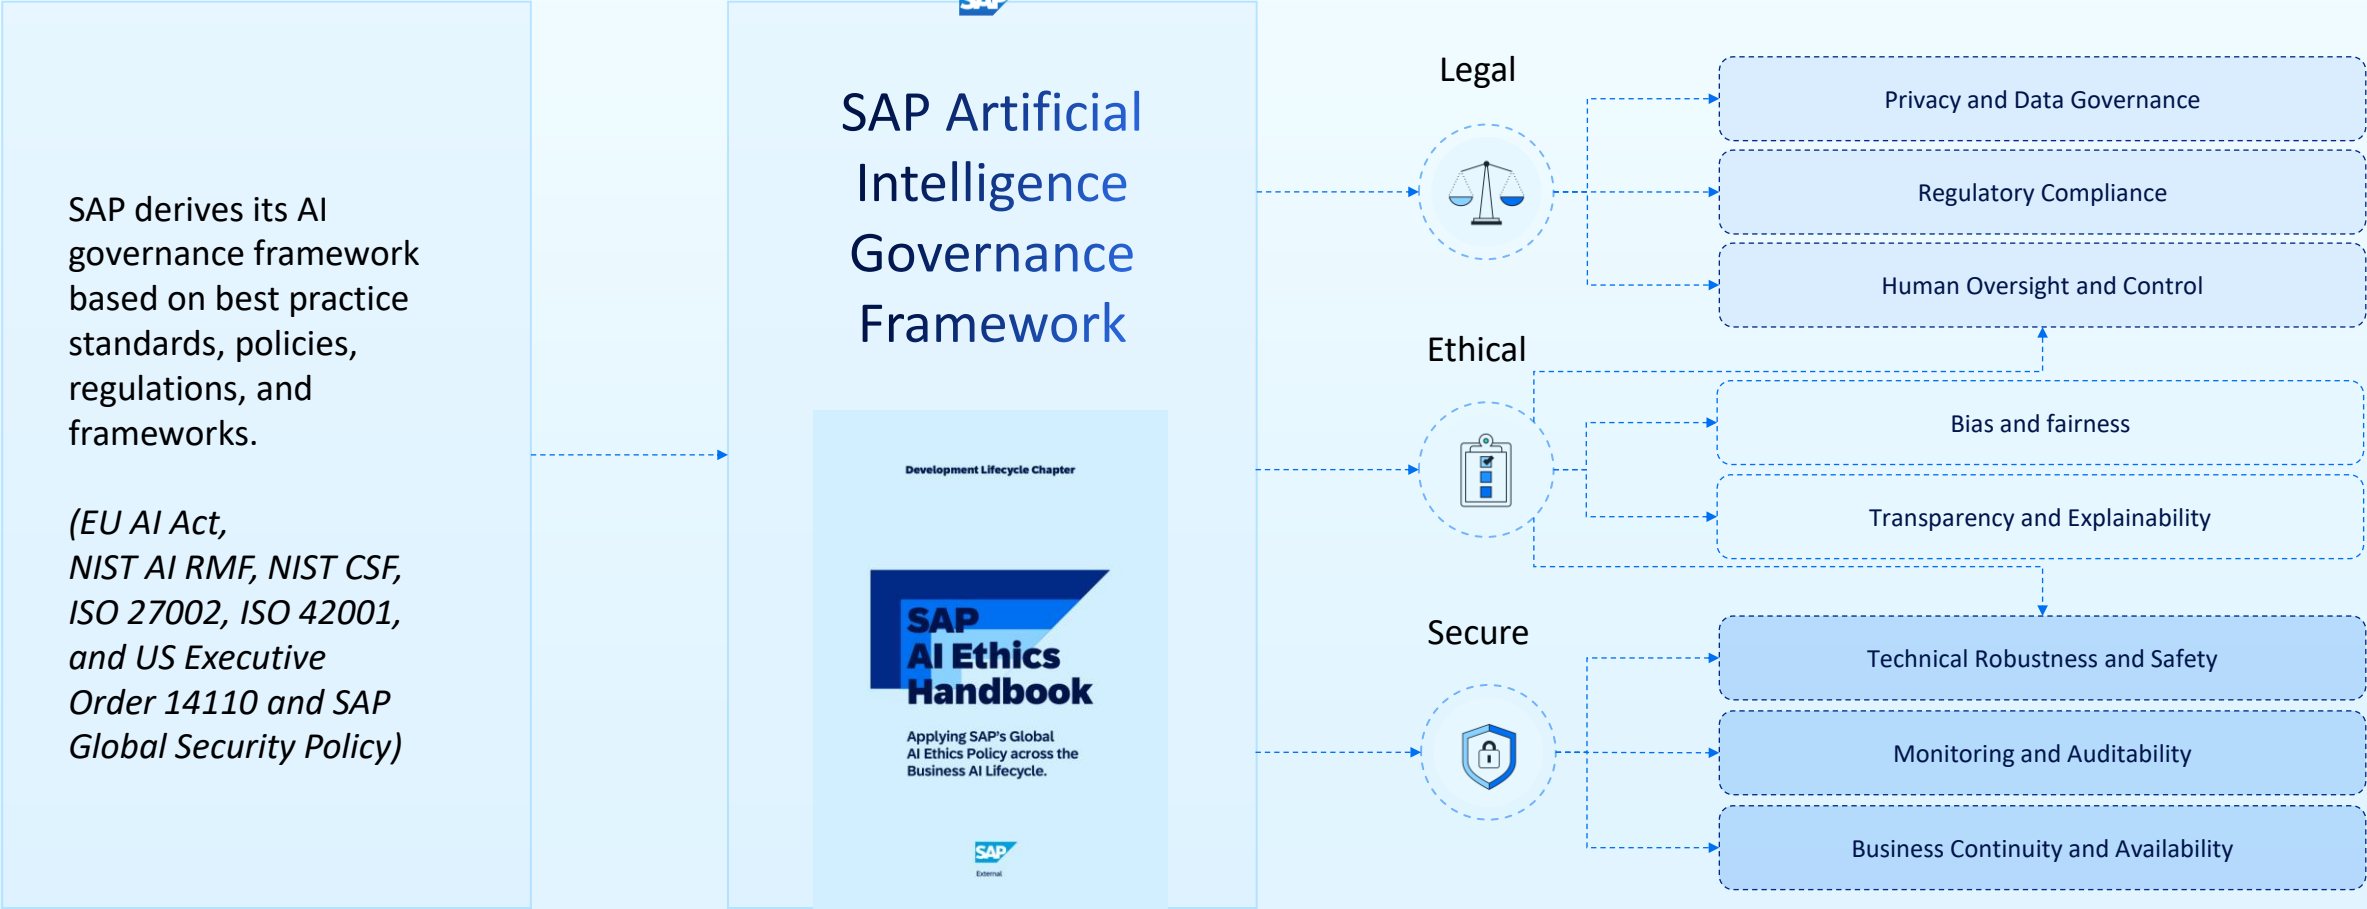 SAP
SAP derives its AI
governance framework
based on best practice
standards, policies,
regulations, and
frameworks.
(EU AI Act,
NIST AI RMF, NIST CSF,
ISO 27002, ISO 42001,
and US Executive
Order 14110 and SAP
Global Security Policy)
SAP Artificial
Intelligence
Governance
Framework
Development Lifecycle Chapter
SAP
AI Ethics
Handbook
Applying SAP's Global
AI Ethics Policy across the
Business AI Lifecycle.
SAP
External
Legal
Privacy and Data Governance
Regulatory Compliance
Human Oversight and Control
Ethical
Bias and fairness
Transparency and Explainability
Secure
Technical Robustness and Safety
Monitoring and Auditability
Business Continuity and Availability